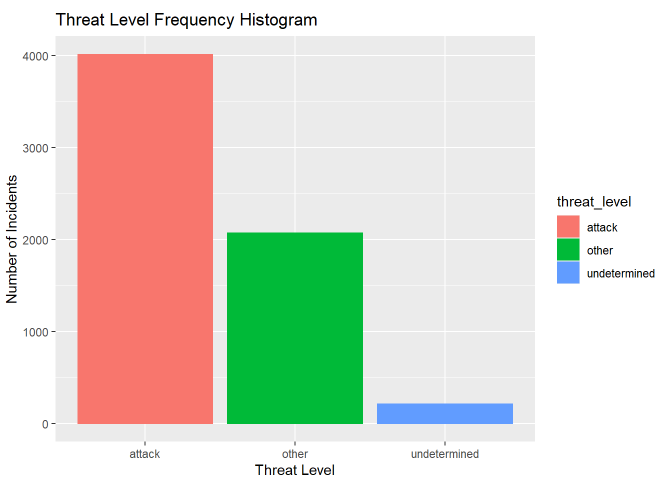 Threat Level Frequency Histogram
Number of Incidents
4000
3000
2000
1000
0
attack
other
undetermined
Threat Level
threat_level
attack
other
undetermined